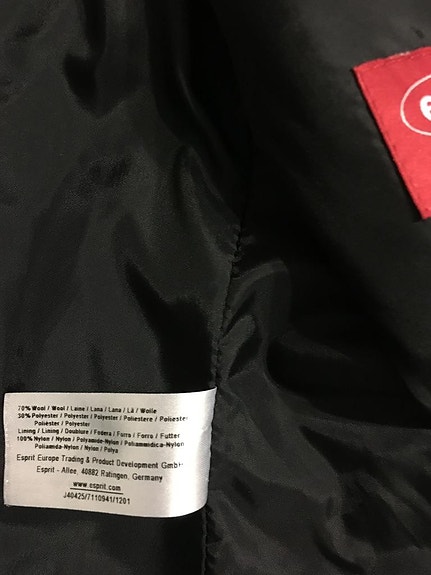 e
70% Wool / Wool / Laine / Lana / Lana / Lã / Wolle
30% Polyester / Polyester / Polyester / Poliestere / Poliester
Poliéster / Polyester
Lining / Lining / Doublure / Fodera / Forro / Forro / Futter
100% Nylon / Nylon / Polyamide-Nylon / Poliammidica-Nylon
Poliamida-Nylon / Nylon / Polya
Esprit Europe Trading & Product Development GmbH
Esprit - Allee, 40882 Ratingen, Germany
www.esprit.com
J40425/7110941/1201